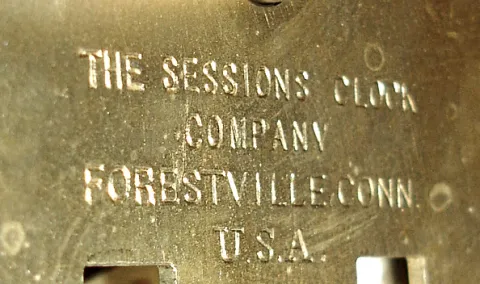 THE SESSIONS CLOCK
COMPANY
FORESTVILLE, CONN.
U.S.A.